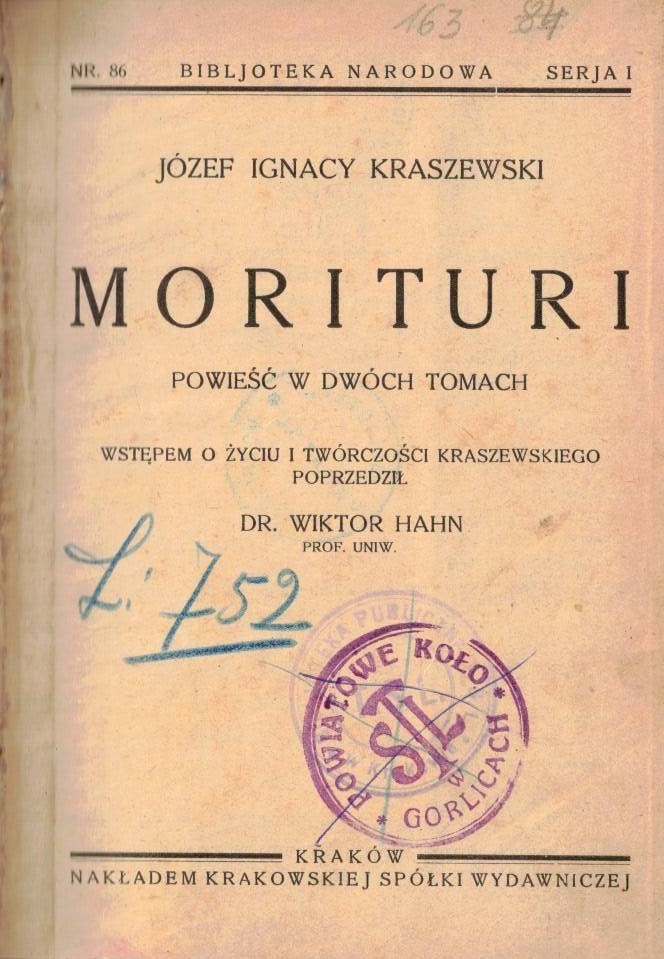 163 84
NR. 86 BIBLJOTEKA NARODOWA SERJA I
JÓZEF IGNACY KRASZEWSKI
MORITURI
POWIEŚĆ W DWÓCH TOMACH
WSTĘPEM O ŻYCIU I TWÓRCZOŚCI KRASZEWSKIEGO
POPRZEDZIŁ
DR. WIKTOR HAHN
PROF. UNIW.
L: 752
POWIATOWE KOŁO
TSL
W GORLICACH
KRAKÓW
NAKŁADEM KRAKOWSKIEJ SPÓŁKI WYDAWNICZEJ